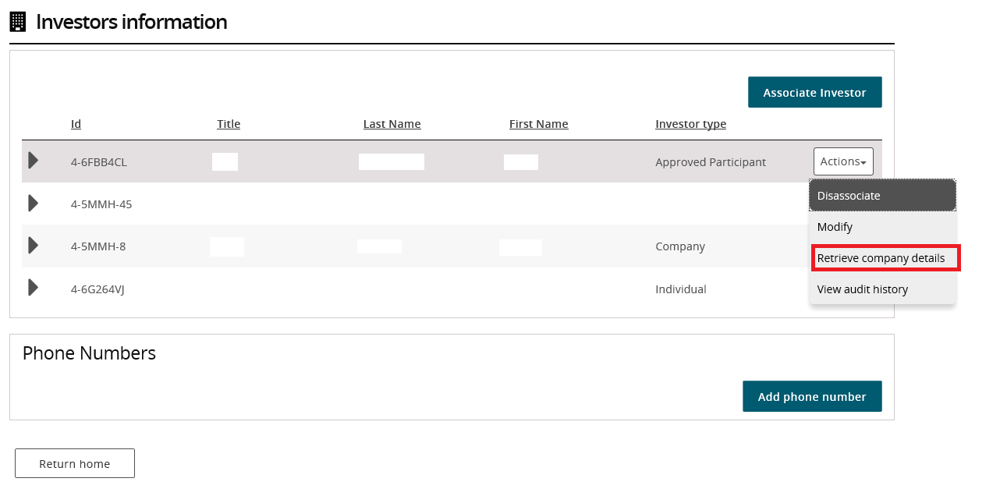 Investors information
Associate Investor
Id Title Last Name First Name Investor type
4-6FBB4CL Approved Participant Actions
Disassociate
4-5MMH-45
Modify
4-5MMH-8 Company
Retrieve company details
4-6G264VJ Individual
View audit history
Phone Numbers
Add phone number
Return home